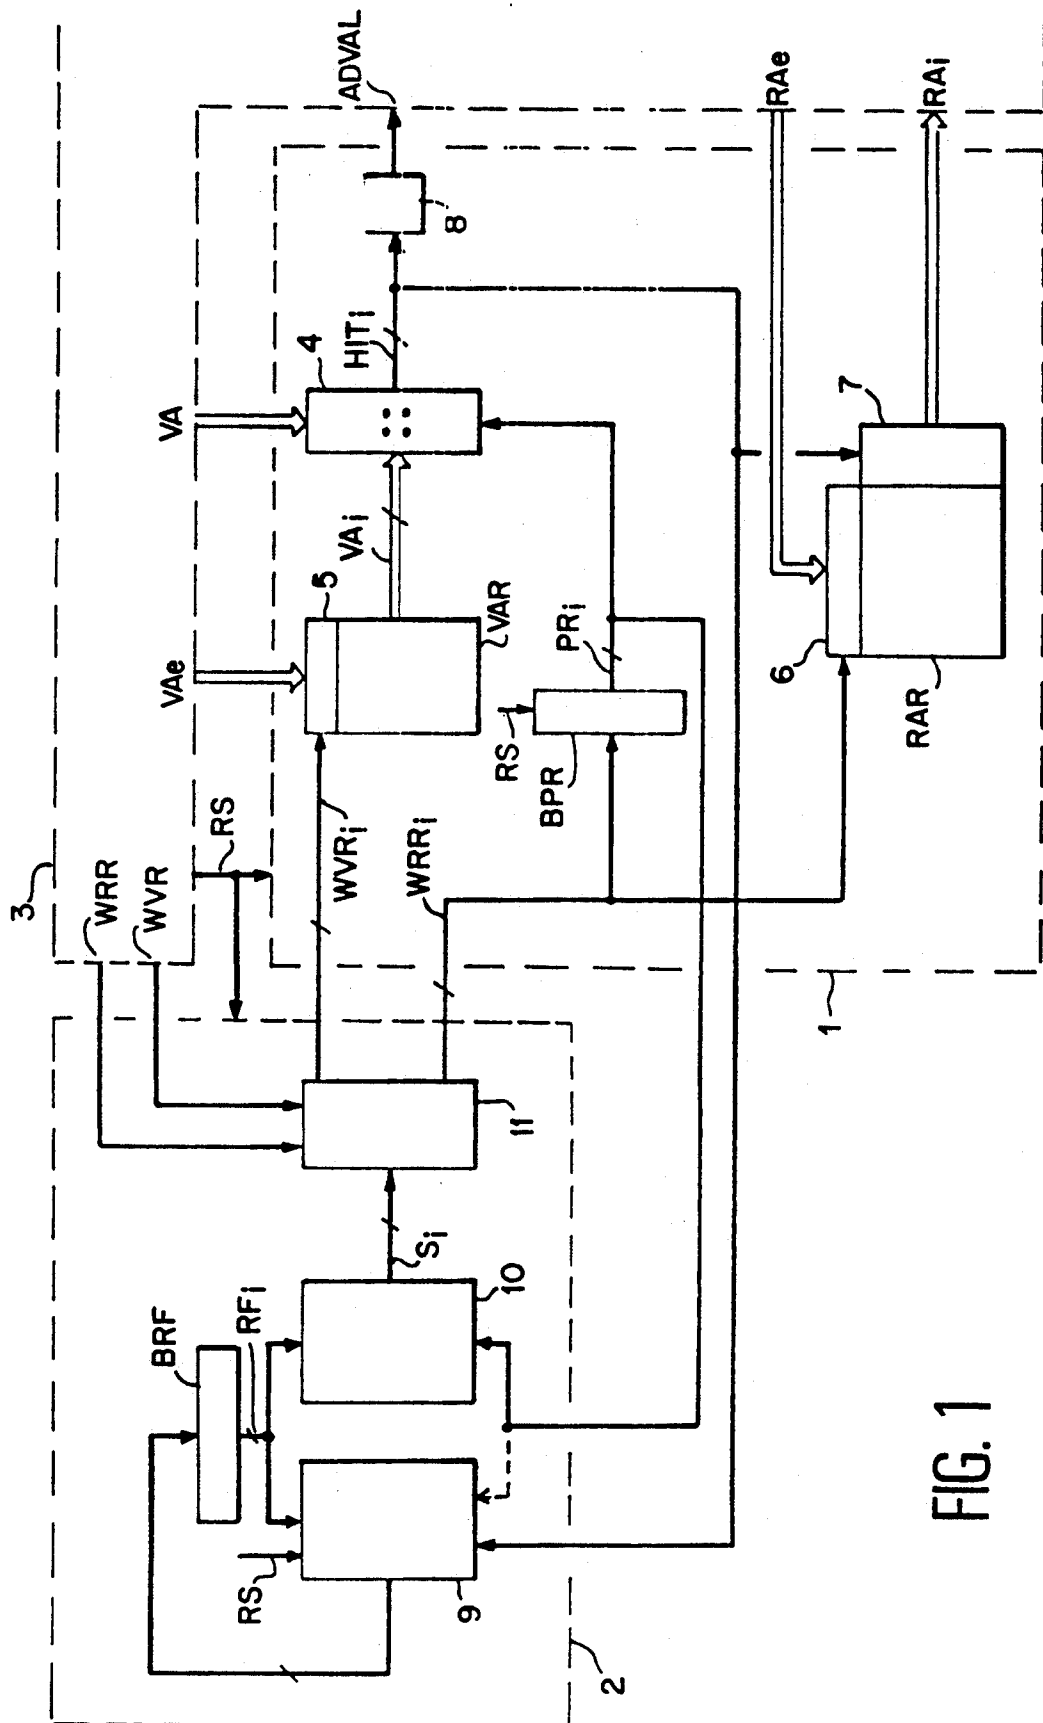 3
WRR
WVR
RS
VAe
VA
ADVAL
8
4
HITi
VAi
5
VAR
WVRi
WRRi
RS
BPR
PRi
RAe
RAi
7
6
RAR
1
11
Si
10
BRF
RFi
RS
9
2
FIG. 1